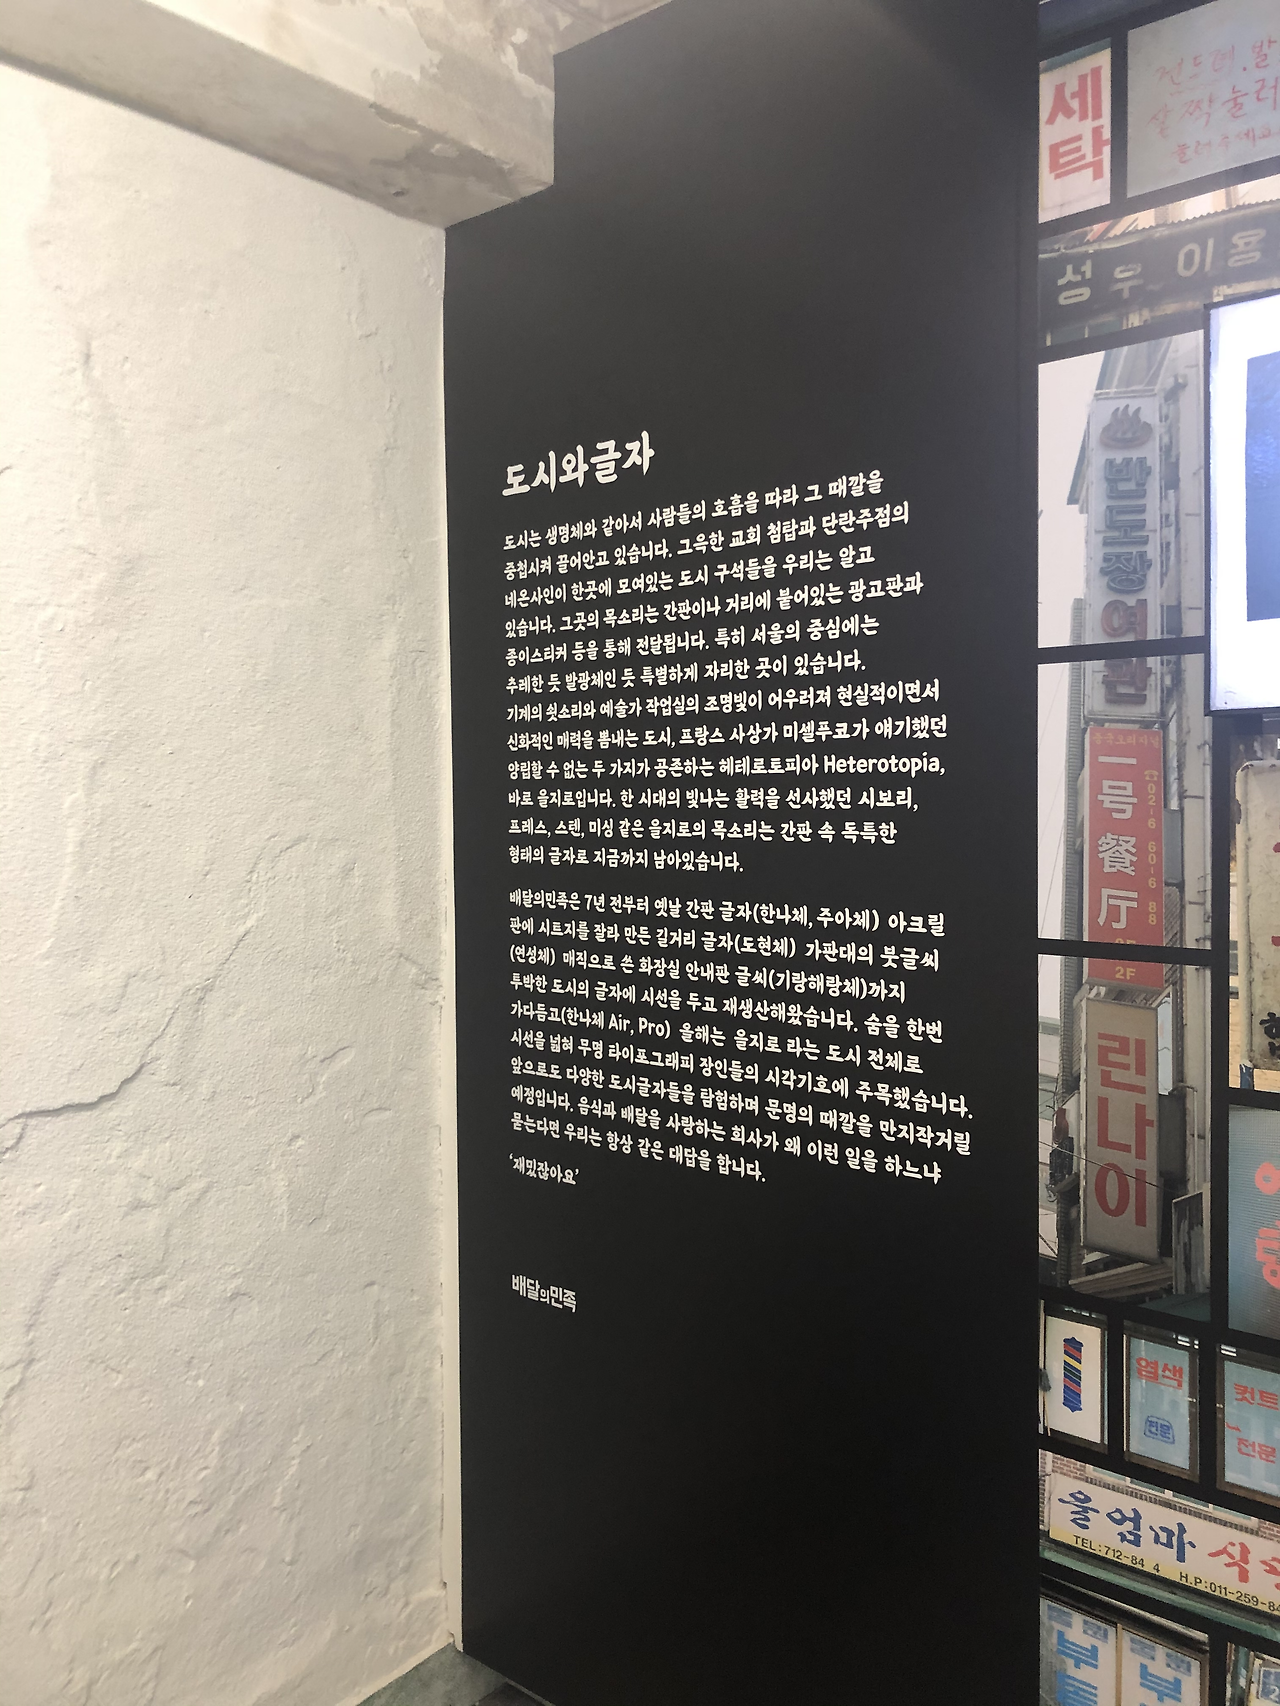 도시와글자
도시는 생명체와 같아서 사람들의 호흡을 따라 그 때깔을
중첩시켜 끌어안고 있습니다. 그윽한 교회 첨탑과 단란주점의
네온사인이 한곳에 모여있는 도시 구석들을 우리는 알고
있습니다. 그곳의 목소리는 간판이나 거리에 붙어있는 광고판과
종이스티커 등을 통해 전달됩니다. 특히 서울의 중심에는
추레한 듯 발광체인 듯 특별하게 자리한 곳이 있습니다.
기계의 쇳소리와 예술가 작업실의 조명빛이 어우러져 현실적이면서
신화적인 매력을 뽐내는 도시, 프랑스 사상가 미셸푸코가 얘기했던
양립할 수 없는 두 가지가 공존하는 헤테로토피아 Heterotopia,
바로 을지로입니다. 한 시대의 빛나는 활력을 선사했던 시보리,
프레스, 스텐, 미싱 같은 을지로의 목소리는 간판 속 독특한
형태의 글자로 지금까지 남아있습니다.
배달의민족은 7년 전부터 옛날 간판 글자(한나체, 주아체) 아크릴
판에 시트지를 잘라 만든 길거리 글자(도현체) 가판대의 붓글씨
(연성체) 매직으로 쓴 화장실 안내판 글씨(기랑해랑체)까지
투박한 도시의 글자에 시선을 두고 재생산해왔습니다. 숨을 한번
가다듬고(한나체 Air, Pro) 올해는 을지로 라는 도시 전체로
시선을 넓혀 무명 타이포그래피 장인들의 시각기호에 주목했습니다.
앞으로도 다양한 도시글자들을 탐험하며 문명의 때깔을 만지작거릴
예정입니다. 음식과 배달을 사랑하는 회사가 왜 이런 일을 하느냐
묻는다면 우리는 항상 같은 대답을 합니다.
'재밌잖아요'
배달의민족
세탁
살짝 눌러
성우 이용
반도장여관
一号餐厅
2F
린나이
염색
전문
컷트
전문
울엄마 식
TEL:712-84 4 H.P:011-259-84